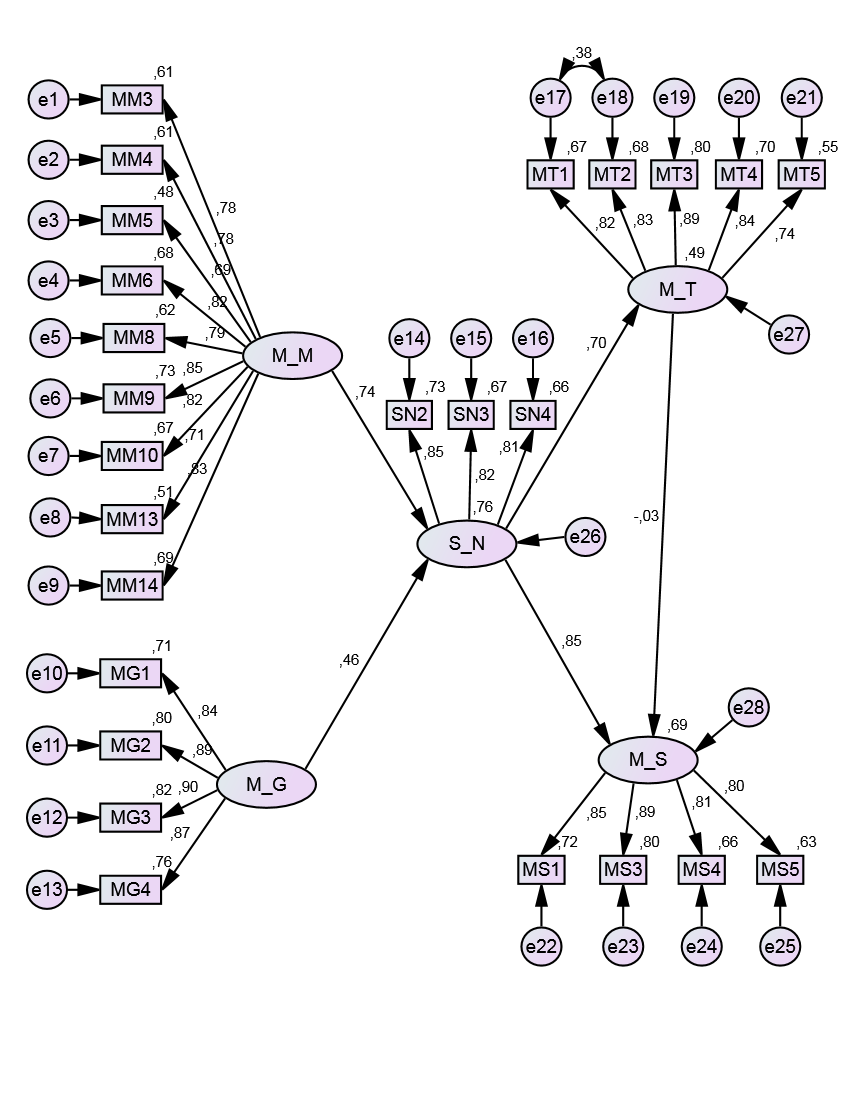 ,38
e17 e18 e19 e20 e21
,67 ,68 ,80 ,70 ,55
MT1 MT2 MT3 MT4 MT5
,82 ,83 ,89 ,84 ,74
,49
M_T
e27
,61
e1 MM3
,61
e2 MM4
,48
e3 MM5
,68
e4 MM6
,62
e5 MM8
,73
e6 MM9
,67
e7 MM10
,51
e8 MM13
,69
e9 MM14
,78
,78
,69
,82
,79
,85
,82
,71
,83
M_M
,74
e14 e15 e16
,73 ,67 ,66
SN2 SN3 SN4
,85 ,82 ,81
,76
S_N
e26
,70
-,03
,71
e10 MG1
,80
e11 MG2
,82
e12 MG3
,76
e13 MG4
,84
,89
,90
,87
M_G
,46
,85
e28
,69
M_S
,85 ,89 ,81 ,80
,72 ,80 ,66 ,63
MS1 MS3 MS4 MS5
e22 e23 e24 e25